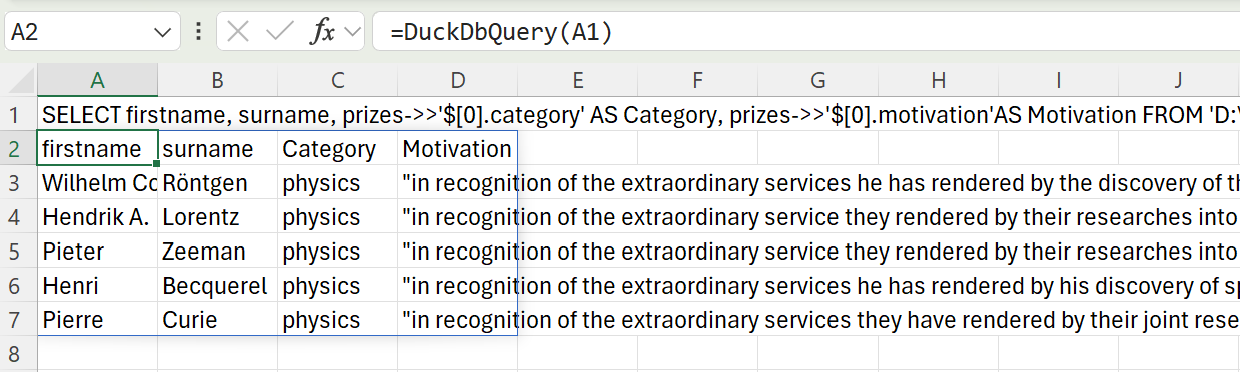 A2 fx =DuckDbQuery(A1)
A B C D E F G H I J
1 SELECT firstname, surname, prizes->>'$[0].category' AS Category, prizes->>'$[0].motivation'AS Motivation FROM 'D:\
2 firstname surname Category Motivation
3 Wilhelm Co Röntgen physics "in recognition of the extraordinary services he has rendered by the discovery of th
4 Hendrik A. Lorentz physics "in recognition of the extraordinary service they rendered by their researches into
5 Pieter Zeeman physics "in recognition of the extraordinary service they rendered by their researches into
6 Henri Becquerel physics "in recognition of the extraordinary services he has rendered by his discovery of sp
7 Pierre Curie physics "in recognition of the extraordinary services they have rendered by their joint rese
8